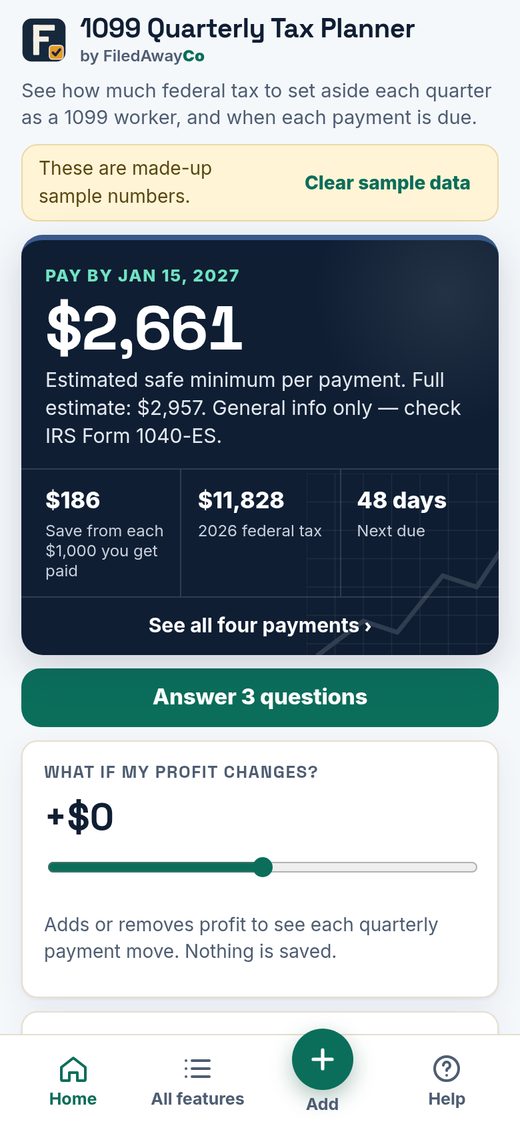 F
1099 Quarterly Tax Planner
by FiledAwayCo
See how much federal tax to set aside each quarter
as a 1099 worker, and when each payment is due.
These are made-up
sample numbers.
Clear sample data
PAY BY JAN 15, 2027
$2,661
Estimated safe minimum per payment. Full
estimate: $2,957. General info only — check
IRS Form 1040-ES.
$186
Save from each
$1,000 you get
paid
$11,828
2026 federal tax
48 days
Next due
See all four payments ›
Answer 3 questions
WHAT IF MY PROFIT CHANGES?
+$0
Adds or removes profit to see each quarterly
payment move. Nothing is saved.
Home
All features
Add
Help